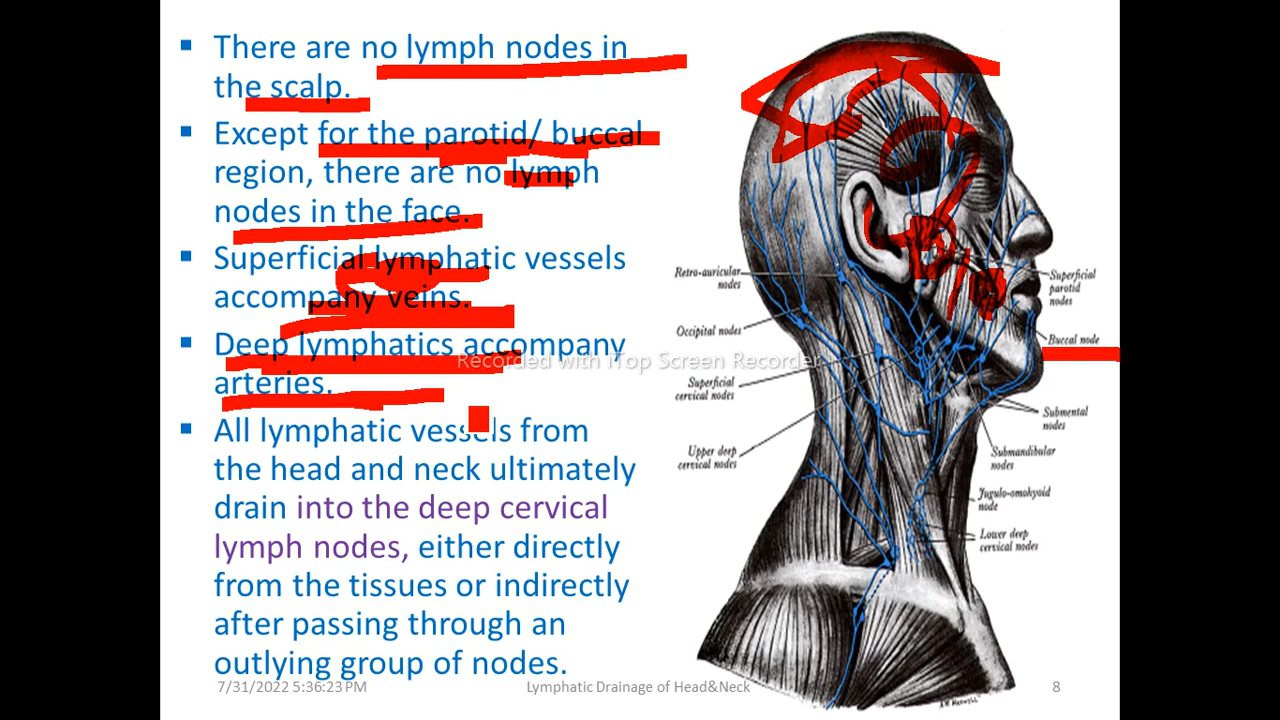 There are no lymph nodes in
the scalp.
Except for the parotid/ buccal
region, there are no lymph
nodes in the face.
Superficial lymphatic vessels
accompany veins.
Deep lymphatics accompany
arteries.
All lymphatic vessels from
the head and neck ultimately
drain into the deep cervical
lymph nodes, either directly
from the tissues or indirectly
after passing through an
outlying group of nodes.
Recorded with iTop Screen Recorder
Retro-auricular
nodes
Occipital nodes
Superficial
cervical nodes
Upper deep
cervical nodes
Superficial
parotid
nodes
Buccal node
Submental
nodes
Submandibular
nodes
Jugulo-omohyoid
node
Lower deep
cervical nodes
7/31/2022 5:36:23 PM
Lymphatic Drainage of Head&Neck
8